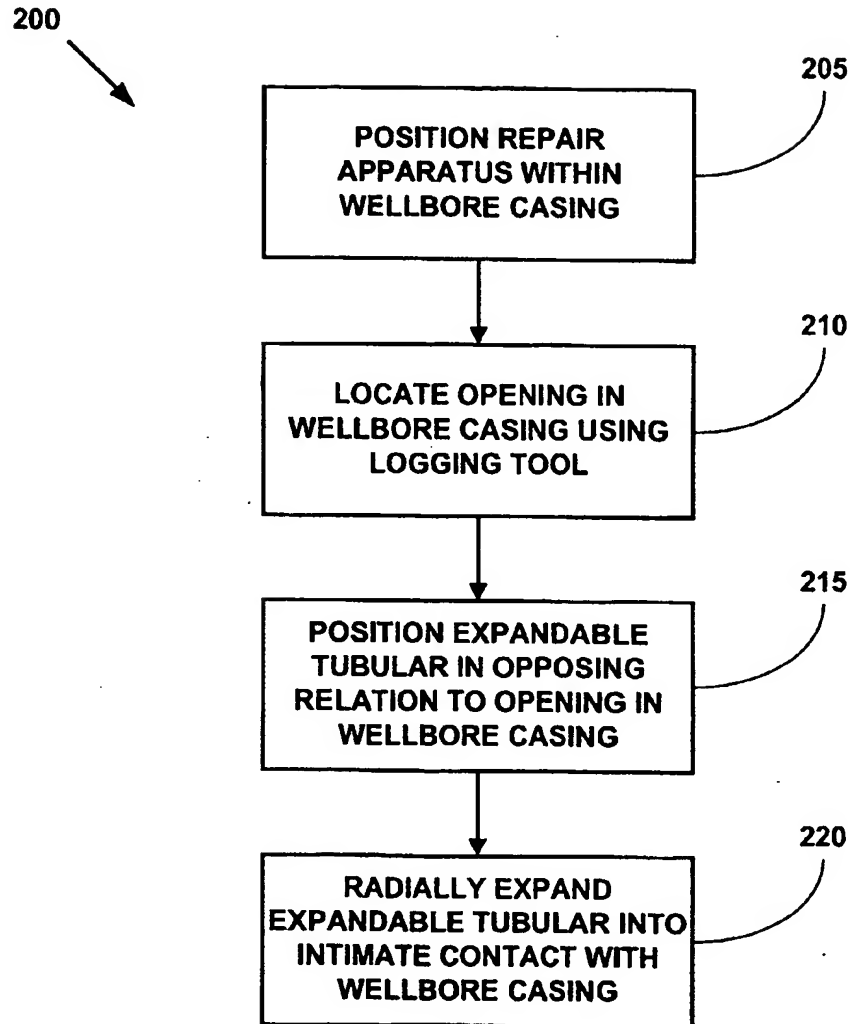 200
205
POSITION REPAIR
APPARATUS WITHIN
WELLBORE CASING
210
LOCATE OPENING IN
WELLBORE CASING USING
LOGGING TOOL
215
POSITION EXPANDABLE
TUBULAR IN OPPOSING
RELATION TO OPENING IN
WELLBORE CASING
220
RADIALLY EXPAND
EXPANDABLE TUBULAR INTO
INTIMATE CONTACT WITH
WELLBORE CASING